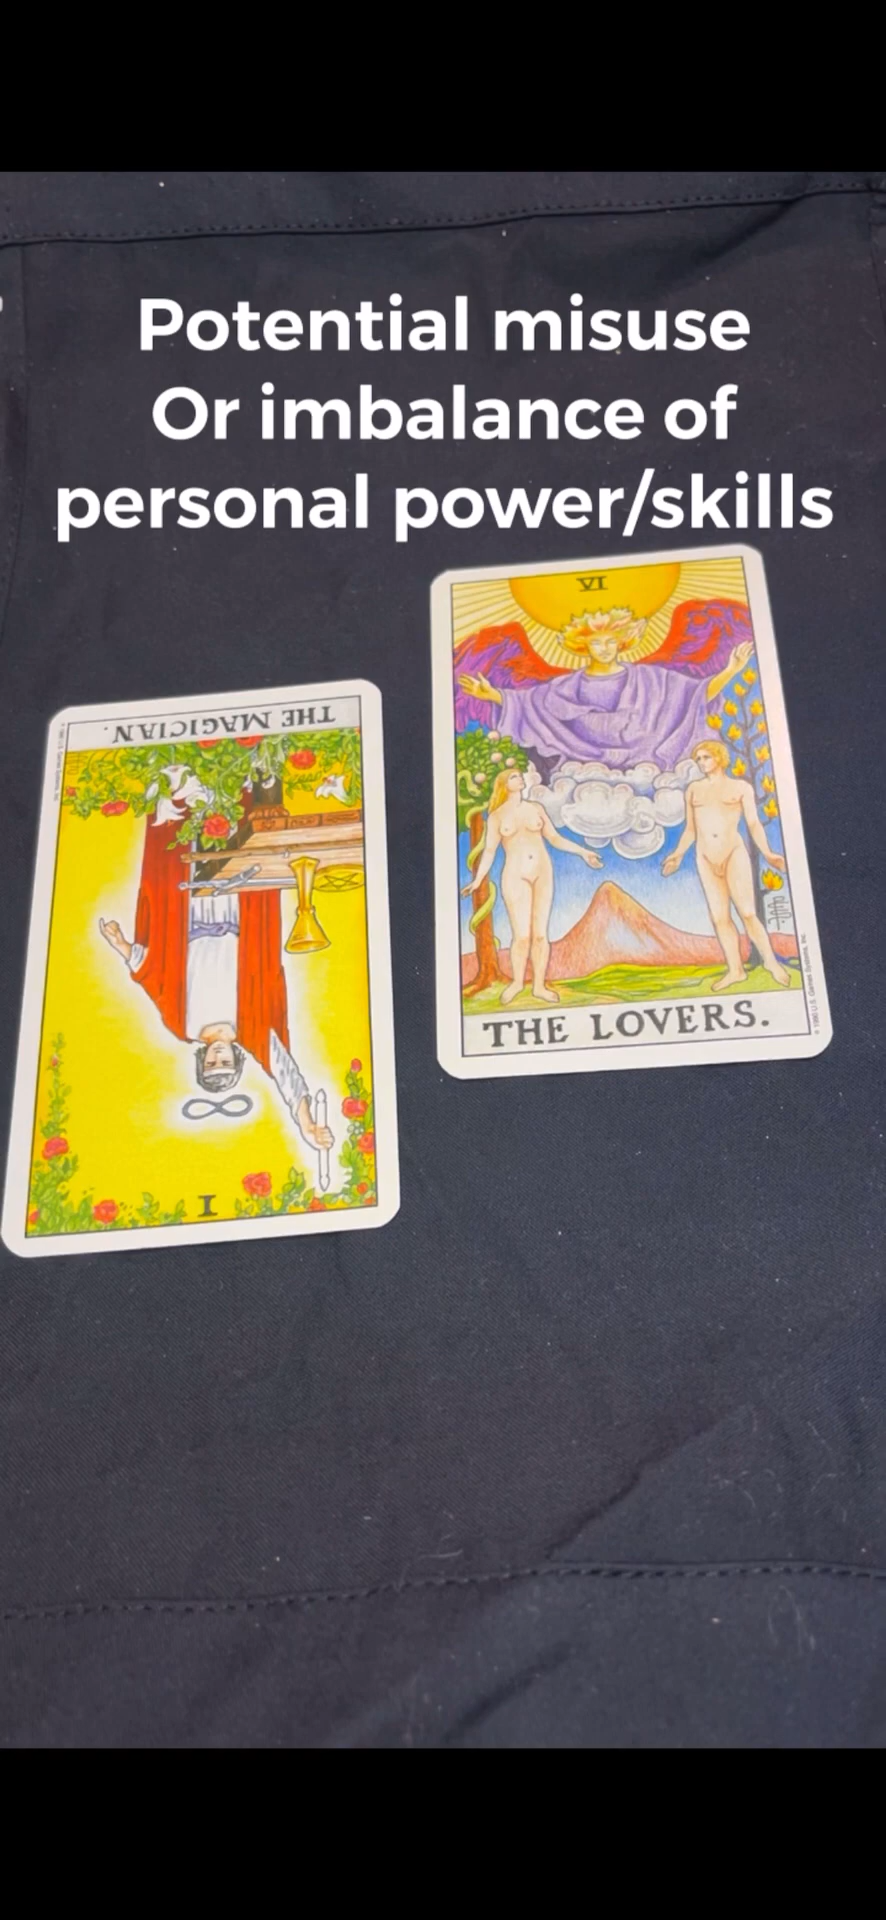 Potential misuse
Or imbalance of
personal power/skills
VI
THE LOVERS.
THE MAGICIAN.
I